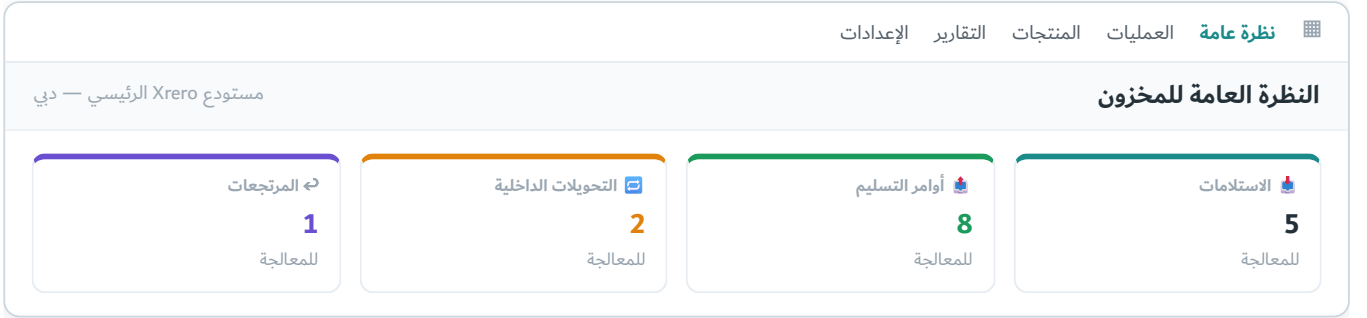 نظرة عامة العمليات المنتجات التقارير الإعدادات
النظرة العامة للمخزون
مستودع Xrero الرئيسي — دبي
الاستلامات
5
للمعالجة
أوامر التسليم
8
للمعالجة
التحويلات الداخلية
2
للمعالجة
المرتجعات
1
للمعالجة